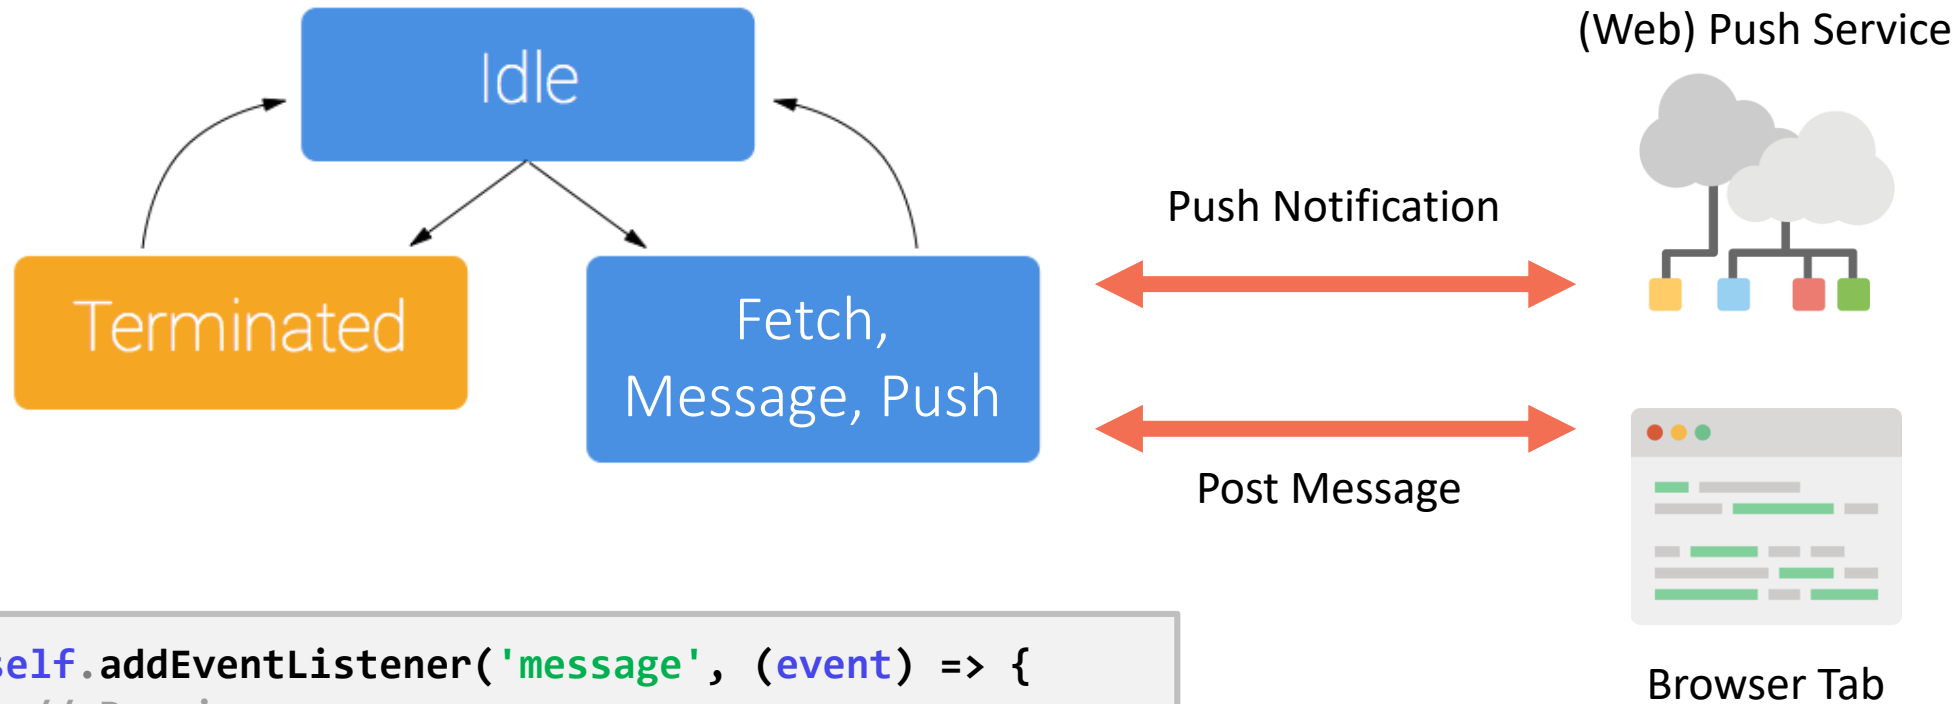 (Web) Push Service
Idle
Push Notification
Terminated
Fetch,
Message, Push
Post Message
self.addEventListener('message', (event) => {
Browser Tab